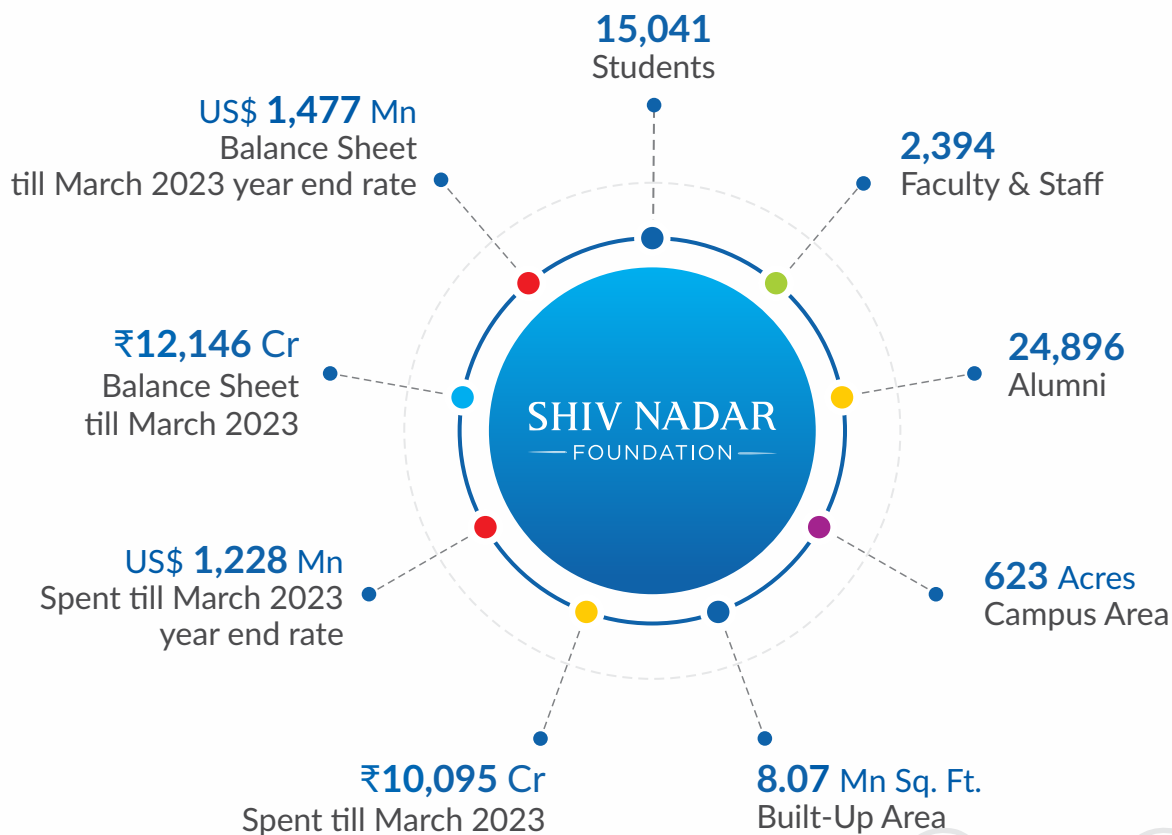 15,041
Students
2,394
Faculty & Staff
24,896
Alumni
623 Acres
Campus Area
8.07 Mn Sq. Ft.
Built-Up Area
₹10,095 Cr
Spent till March 2023
US$ 1,228 Mn
Spent till March 2023
year end rate
₹12,146 Cr
Balance Sheet
till March 2023
US$ 1,477 Mn
Balance Sheet
till March 2023 year end rate
SHIV NADAR
FOUNDATION